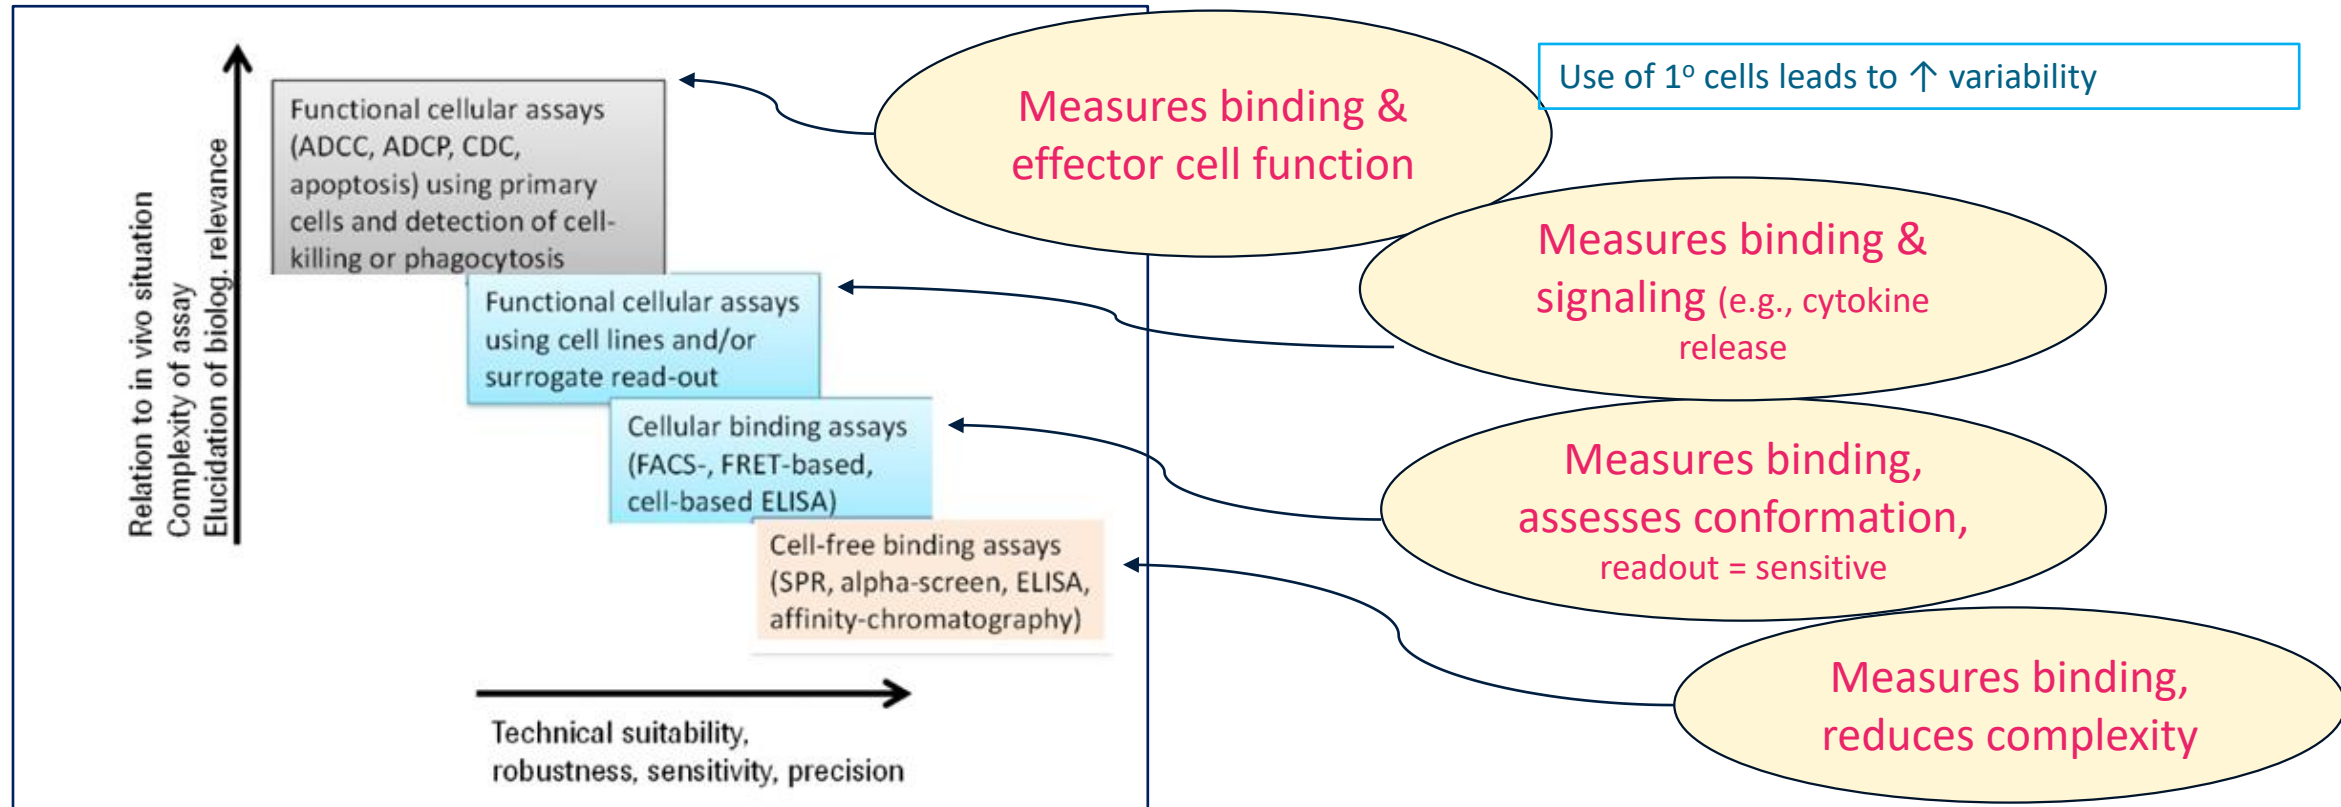 Relation to in vivo situation
Complexity of assay
Elucidation of biolog. relevance
Functional cellular assays
(ADCC, ADCP, CDC,
apoptosis) using primary
cells and detection of cell-
killing or phagocytosis
Functional cellular assays
using cell lines and/or
surrogate read-out
Cellular binding assays
(FACS-, FRET-based,
cell-based ELISA)
Cell-free binding assays
(SPR, alpha-screen, ELISA,
affinity-chromatography)
Technical suitability,
robustness, sensitivity, precision
Measures binding &
effector cell function
Use of 1º cells leads to ↑ variability
Measures binding &
signaling (e.g., cytokine
release
Measures binding,
assesses conformation,
readout = sensitive
Measures binding,
reduces complexity